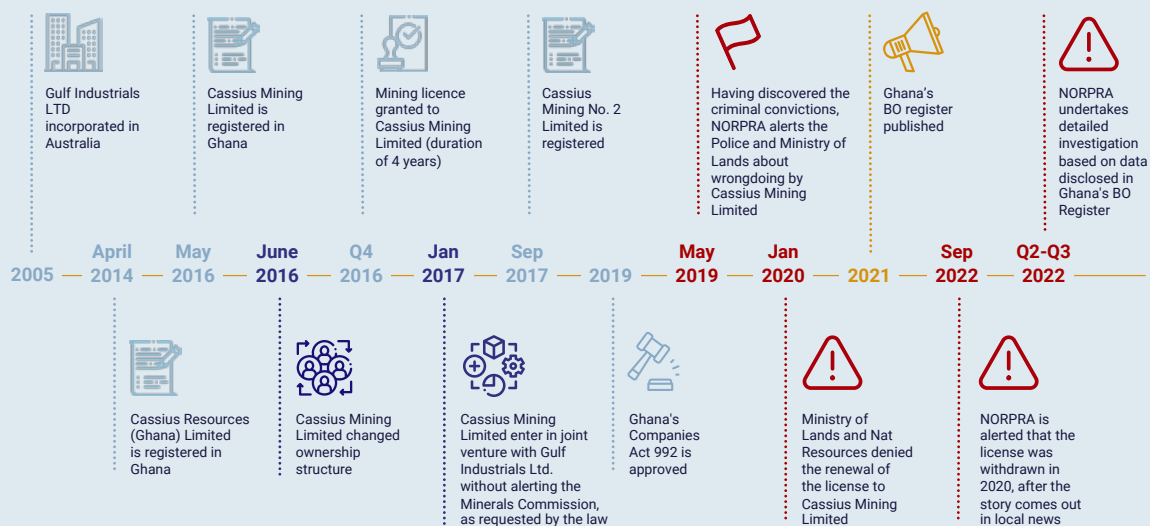 Gulf Industrials
LTD
incorporated in
Australia
Cassius Mining
Limited is
registered in
Ghana
Mining licence
granted to
Cassius Mining
Limited (duration
of 4 years)
Cassius
Mining No. 2
Limited is
registered
Having discovered the
criminal convictions,
NORPRA alerts the
Police and Ministry of
Lands about
wrongdoing by
Cassius Mining
Limited
Ghana's
BO register
published
NORPRA
undertakes
detailed
investigation
based on data
disclosed in
Ghana's BO
Register
2005
April
2014
May
2016
June
2016
Q4
2016
Jan
2017
Sep
2017
2019
May
2019
Jan
2020
2021
Sep
2022
Q2-Q3
2022
Cassius Resources
(Ghana) Limited
is registered in
Ghana
Cassius Mining
Limited changed
ownership
structure
Cassius Mining
Limited enter in joint
venture with Gulf
Industrials Ltd.
without alerting the
Minerals Commission,
as requested by the law
Ghana's
Companies
Act 992 is
approved
Ministry of
Lands and Nat
Resources denied
the renewal of
the license to
Cassius Mining
Limited
NORPRA is
alerted that the
license was
withdrawn in
2020, after the
story comes out
in local news